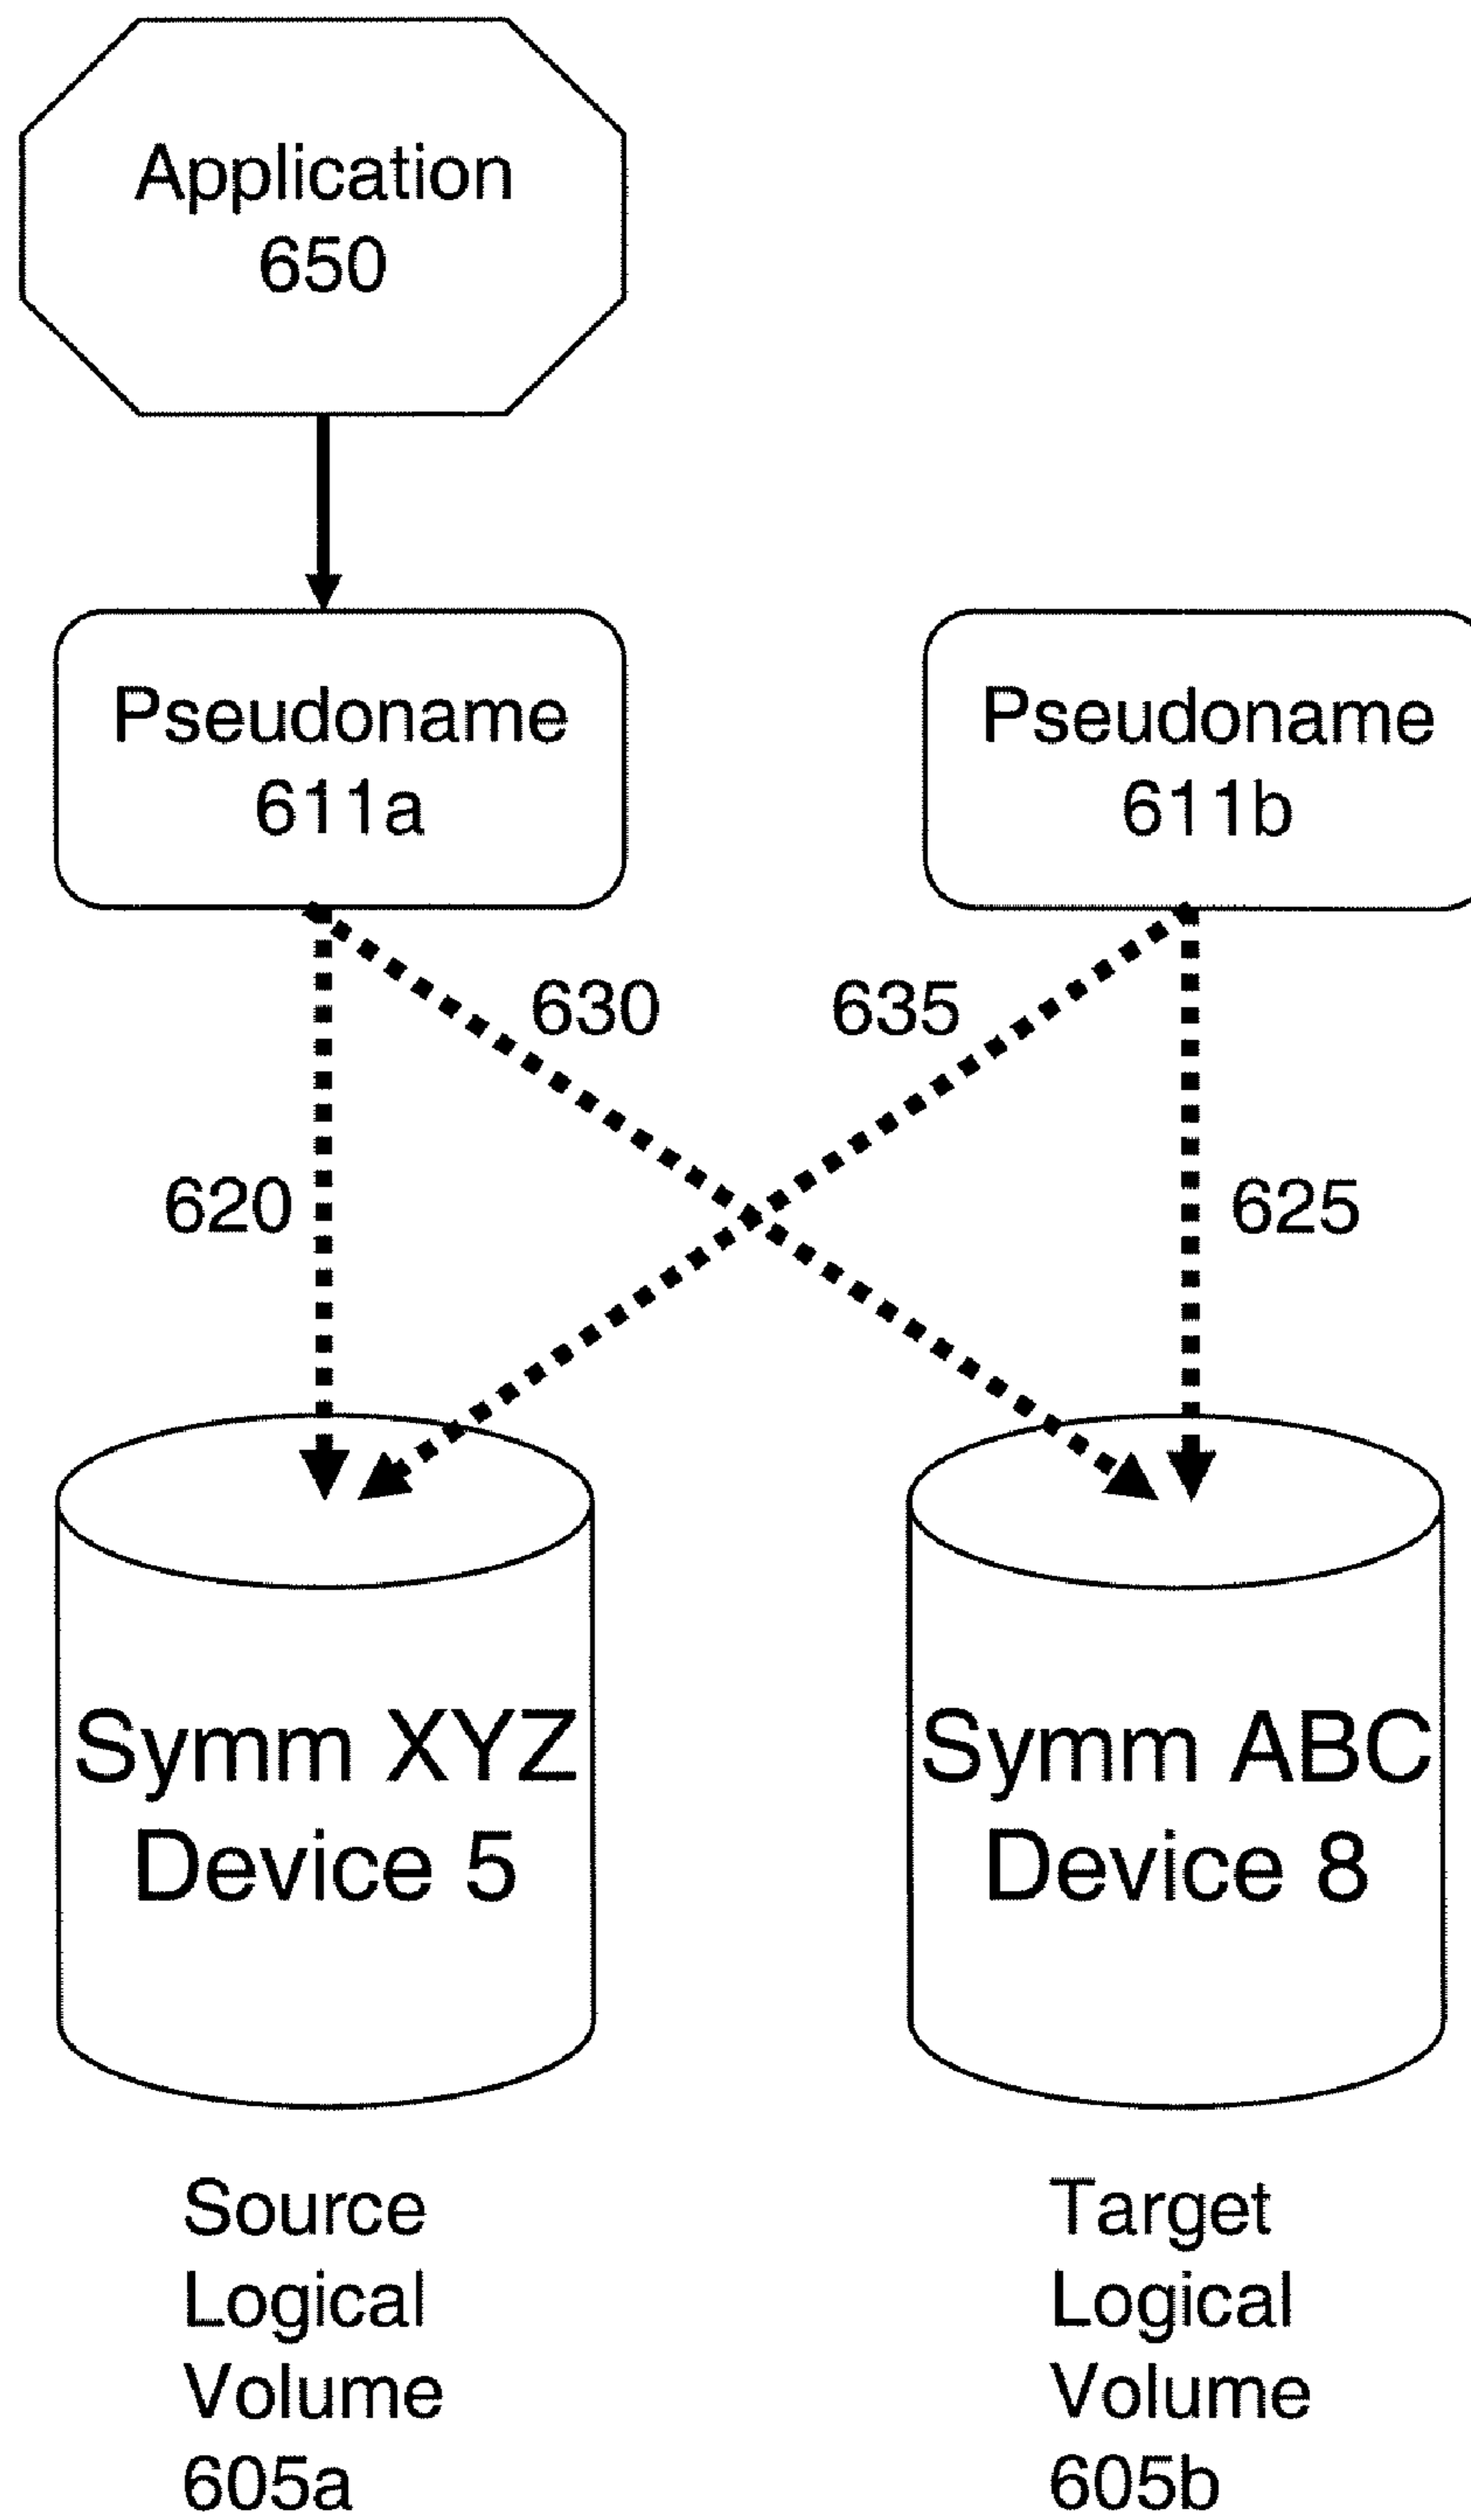 Application
650
Pseudoname
611a
Pseudoname
611b
630
635
620
625
Symm XYZ
Device 5
Symm ABC
Device 8
Source
Logical
Volume
605a
Target
Logical
Volume
605b